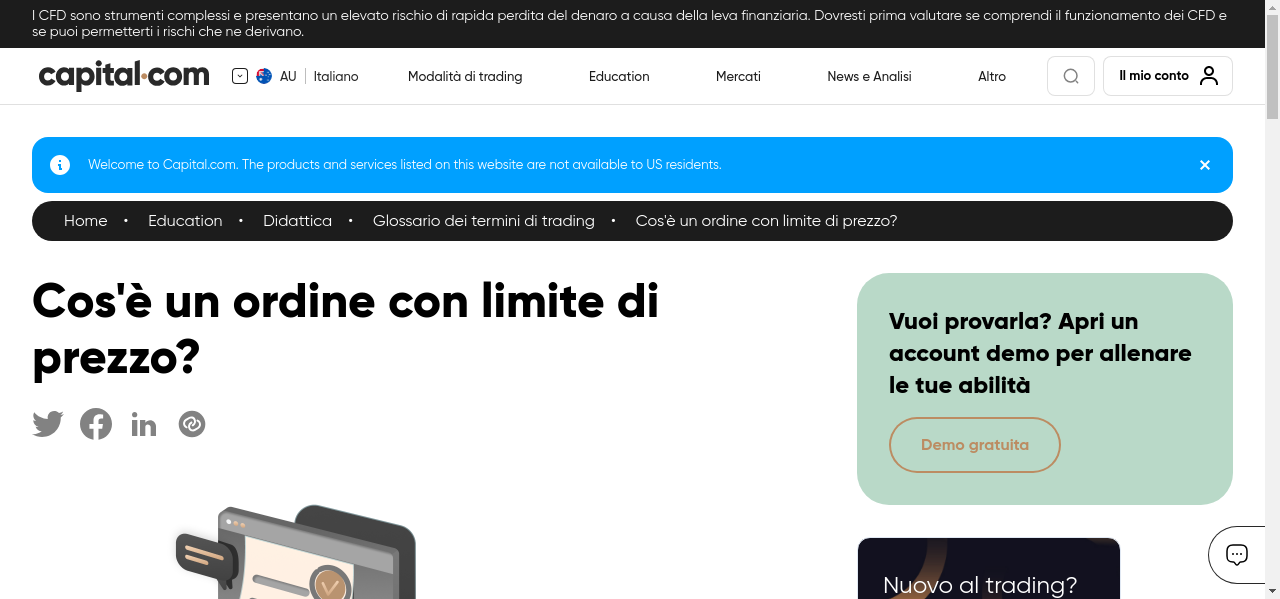 I CFD sono strumenti complessi e presentano un elevato rischio di rapida perdita del denaro a causa della leva finanziaria. Dovresti prima valutare se comprendi il funzionamento dei CFD e
se puoi permetterti i rischi che ne derivano.
capital.com
AU
Italiano
Modalità di trading
Education
Mercati
News e Analisi
Altro
Il mio conto
Welcome to Capital.com. The products and services listed on this website are not available to US residents.
Home • Education • Didattica • Glossario dei termini di trading • Cos'è un ordine con limite di prezzo?
Cos'è un ordine con limite di
prezzo?
Vuoi provarla? Apri un
account demo per allenare
le tue abilità
Demo gratuita
Nuovo al trading?